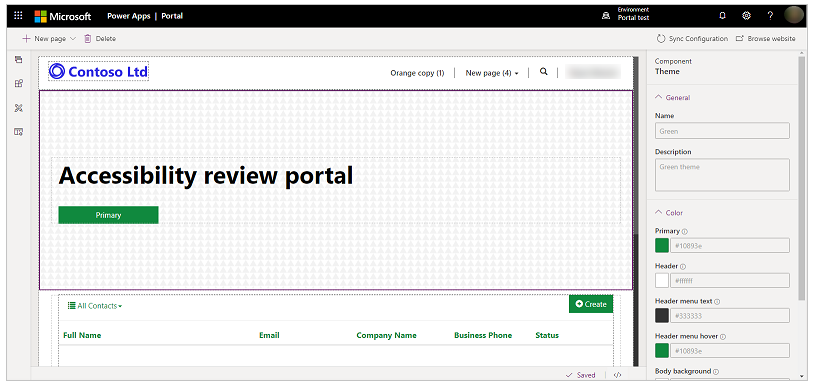 Microsoft Power Apps | Portal
Environment
Portal test
?
New page Delete Sync Configuration Browse website
Contoso Ltd
Orange copy (1) New page (4)
Accessibility review portal
Primary
All Contacts
Create
Full Name Email Company Name Business Phone Status
Saved </>
Component
Theme
General
Name
Green
Description
Green theme
Color
Primary
#10893e
Header
#ffffff
Header menu text
#333333
Header menu hover
#10893e
Body background